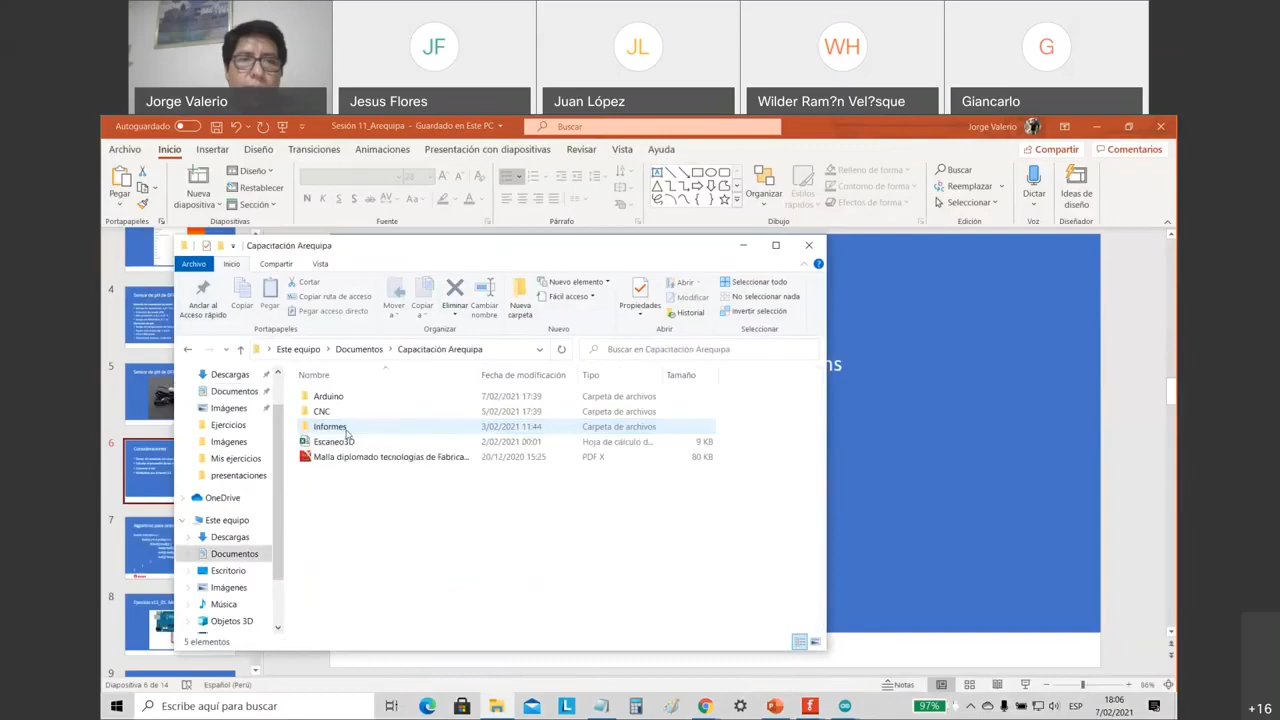 JF
JL
WH
G
Jorge Valerio
Jesus Flores
Juan López
Wilder Ram?n Vel?sque
Giancarlo
Autoguardado
Sesión 11_Arequipa - Guardado en Este PC
Buscar
Jorge Valerio
Archivo Inicio Insertar Diseño Transiciones Animaciones Presentación con diapositivas Revisar Vista Ayuda
Compartir Comentarios
Pegar
Nueva diapositiva
Diseño
Restablecer
Sección
Organizar
Estilos rápidos
Relleno de forma
Contorno de forma
Efectos de forma
Buscar
Reemplazar
Seleccionar
Dictar
Ideas de diseño
Portapapeles Diapositivas Fuente Párrafo Dibujo Edición Voz Diseñador
Capacitación Arequipa
Archivo Inicio Compartir Vista
Anclar al Acceso rápido
Copiar
Pegar
Cortar
Copiar ruta de acceso
Pegar acceso directo
Mover a
Copiar a
Eliminar
Cambiar nombre
Nueva carpeta
Nuevo elemento
Fácil acceso
Propiedades
Abrir
Modificar
Historial
Seleccionar todo
No seleccionar nada
Invertir selección
Portapapeles Organizar Nuevo Abrir Seleccionar
Este equipo > Documentos > Capacitación Arequipa
Buscar en Capacitación Arequipa
Nombre Fecha de modificación Tipo Tamaño
Arduino 7/02/2021 17:39 Carpeta de archivos
CNC 5/02/2021 17:39 Carpeta de archivos
Informes 3/02/2021 11:44 Carpeta de archivos
Escaneo3D 2/02/2021 00:01 Hoja de cálculo d... 9 KB
Malla diplomado tecnologias de Fabrica... 20/12/2020 15:25 PDF X 80 KB
Descargas
Documentos
Imágenes
Ejercicios
Imágenes
Mis ejercicios
presentaciones
OneDrive
Este equipo
Descargas
Documentos
Escritorio
Imágenes
Música
Objetos 3D
5 elementos
4
5
6
7
8
9
Consideraciones:
ns
Diapositiva 6 de 14 Español (Perú)
Notas
86%
Escribe aquí para buscar
97%
ESP
18:06
7/02/2021
+16